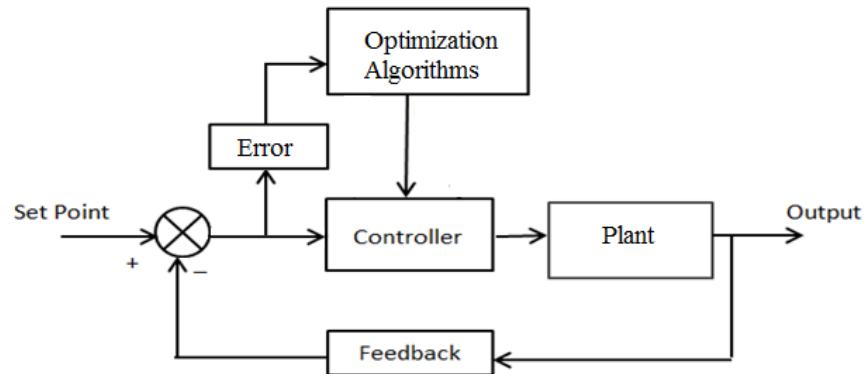 Optimization
Algorithms
Error
Set Point
Controller
Plant
Output
+
−
Feedback